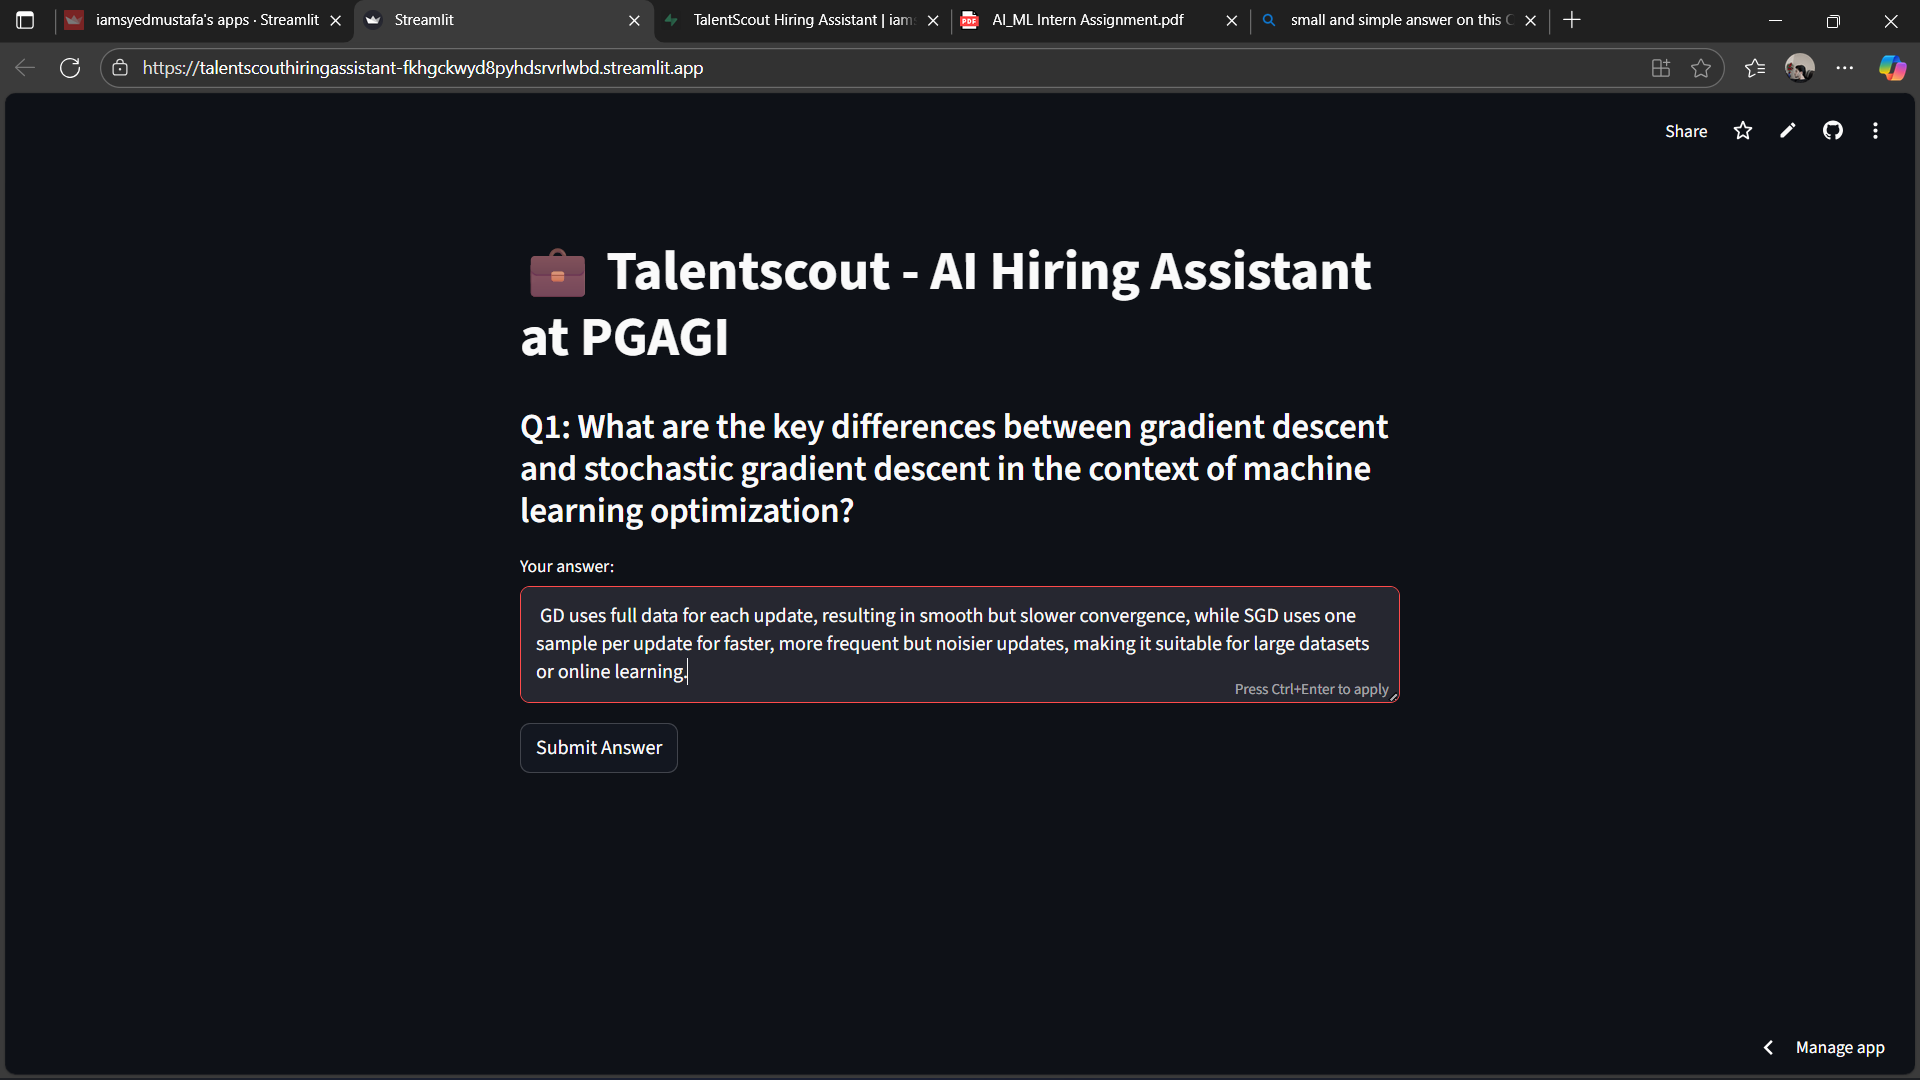 iamsyedmustafa's apps · Streamlit
Streamlit
TalentScout Hiring Assistant | iam
PDF
AI_ML Intern Assignment.pdf
small and simple answer on this
https://talentscouthiringassistant-fkhgckwyd8pyhdsrvrlwbd.streamlit.app
Share
Talentscout - AI Hiring Assistant
at PGAGI
Q1: What are the key differences between gradient descent
and stochastic gradient descent in the context of machine
learning optimization?
Your answer:
GD uses full data for each update, resulting in smooth but slower convergence, while SGD uses one
sample per update for faster, more frequent but noisier updates, making it suitable for large datasets
or online learning.
Press Ctrl+Enter to apply
Submit Answer
Manage app